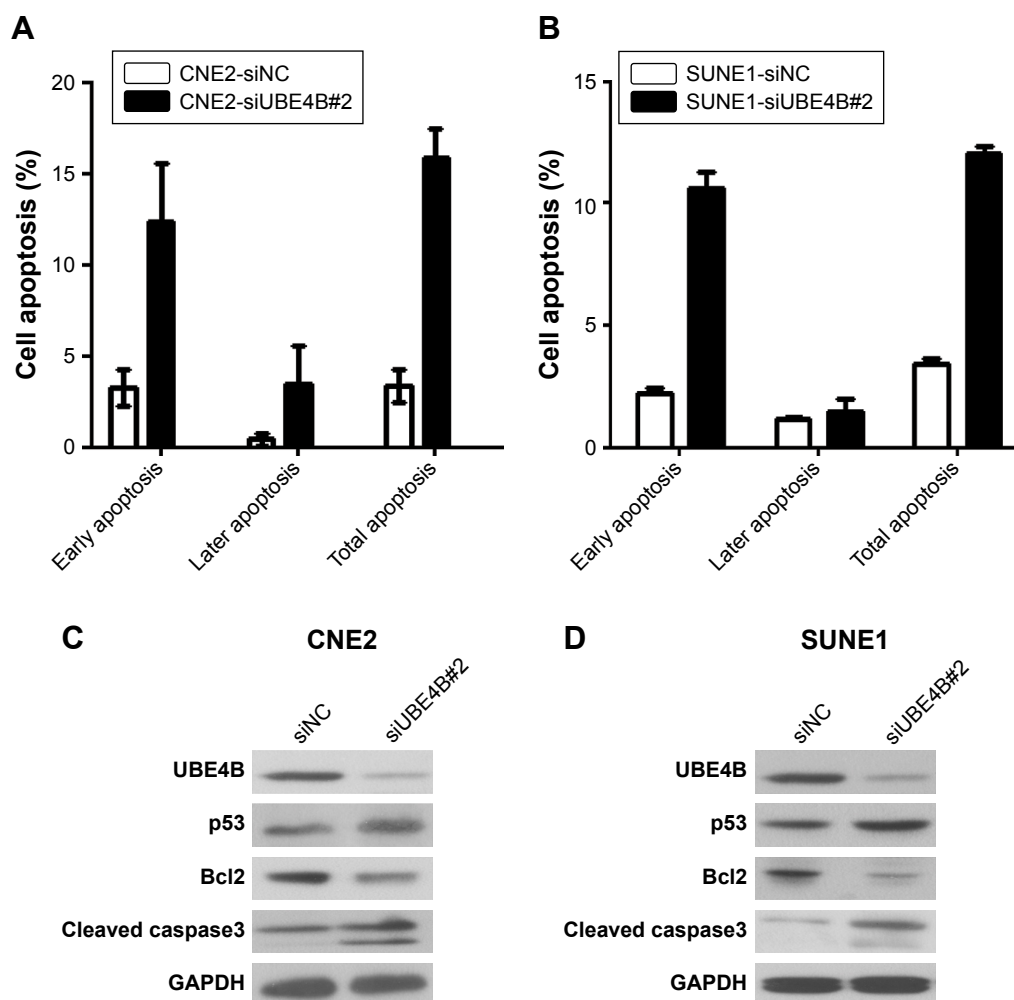 A
CNE2-siNC
CNE2-siUBE4B#2
Cell apoptosis (%)
20
15
10
5
0
Early apoptosis
Later apoptosis
Total apoptosis
B
SUNE1-siNC
SUNE1-siUBE4B#2
Cell apoptosis (%)
15
10
5
0
Early apoptosis
Later apoptosis
Total apoptosis
C
CNE2
siNC
siUBE4B#2
UBE4B
p53
Bcl2
Cleaved caspase3
GAPDH
D
SUNE1
siNC
siUBE4B#2
UBE4B
p53
Bcl2
Cleaved caspase3
GAPDH